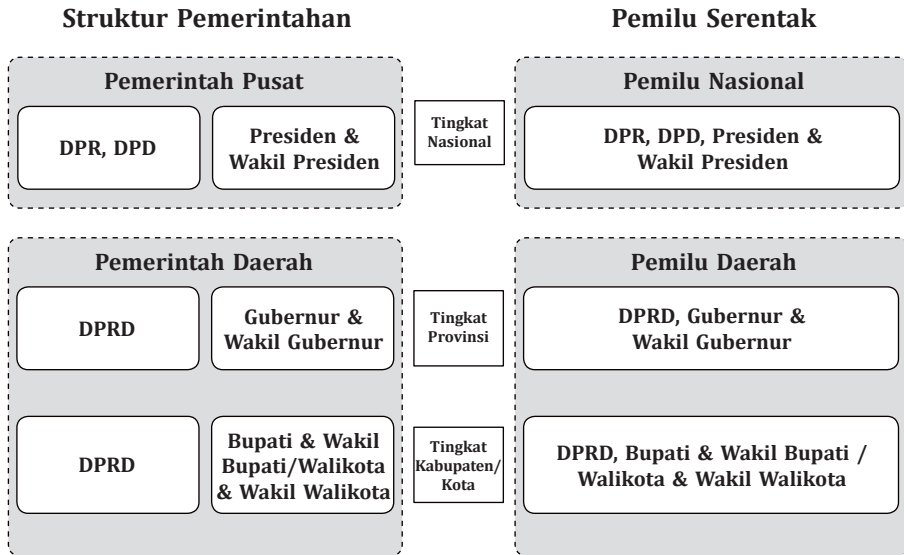 Struktur Pemerintahan
Pemilu Serentak
Pemerintah Pusat
DPR, DPD
Presiden &
Wakil Presiden
Tingkat
Nasional
Pemilu Nasional
DPR, DPD, Presiden &
Wakil Presiden
Pemerintah Daerah
DPRD
Gubernur &
Wakil Gubernur
Tingkat
Provinsi
Pemilu Daerah
DPRD, Gubernur &
Wakil Gubernur
DPRD
Bupati & Wakil
Bupati/Walikota
& Wakil Walikota
Tingkat
Kabupaten/
Kota
DPRD, Bupati & Wakil Bupati /
Walikota & Wakil Walikota